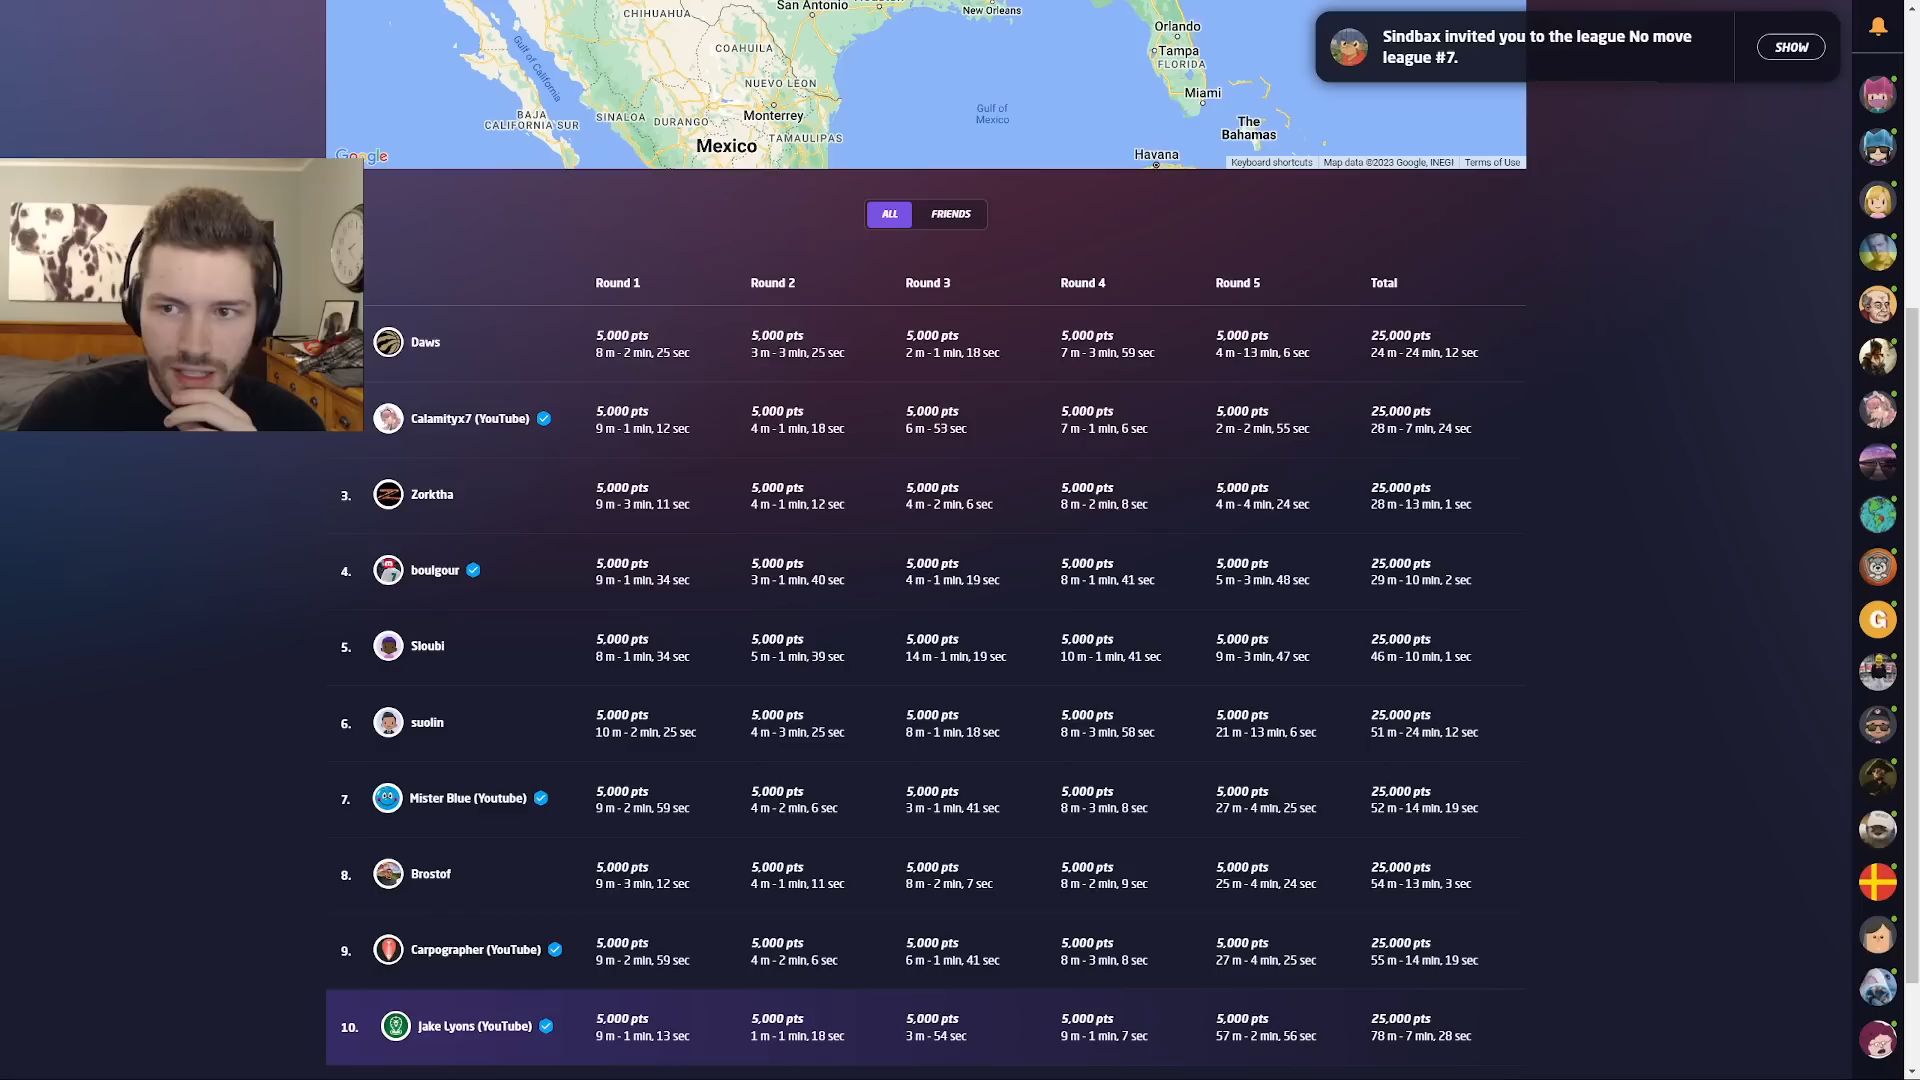 CHIHUAHUA
San Antonio
New Orleans
Orlando
Tampa
FLORIDA
Miami
COAHUILA
NUEVO LEON
Gulf of California
BAJA
CALIFORNIA SUR
SINALOA
DURANGO
Monterrey
TAMAULIPAS
Mexico
Gulf of
Mexico
The
Bahamas
Havana
Google
Keyboard shortcuts
Map data ©2023 Google, INEGI
Terms of Use
Sindbax invited you to the league No move
league #7.
SHOW
ALL
FRIENDS
Round 1 Round 2 Round 3 Round 4 Round 5 Total
Daws
5,000 pts 5,000 pts 5,000 pts 5,000 pts 5,000 pts 25,000 pts
8 m - 2 min, 25 sec 3 m - 3 min, 25 sec 2 m - 1 min, 18 sec 7 m - 3 min, 59 sec 4 m - 13 min, 6 sec 24 m - 24 min, 12 sec
Calamityx7 (YouTube)
5,000 pts 5,000 pts 5,000 pts 5,000 pts 5,000 pts 25,000 pts
9 m - 1 min, 12 sec 4 m - 1 min, 18 sec 6 m - 53 sec 7 m - 1 min, 6 sec 2 m - 2 min, 55 sec 28 m - 7 min, 24 sec
3. Zorktha
5,000 pts 5,000 pts 5,000 pts 5,000 pts 5,000 pts 25,000 pts
9 m - 3 min, 11 sec 4 m - 1 min, 12 sec 4 m - 2 min, 6 sec 8 m - 2 min, 8 sec 4 m - 4 min, 24 sec 28 m - 13 min, 1 sec
4. boulgour
5,000 pts 5,000 pts 5,000 pts 5,000 pts 5,000 pts 25,000 pts
9 m - 1 min, 34 sec 3 m - 1 min, 40 sec 4 m - 1 min, 19 sec 8 m - 1 min, 41 sec 5 m - 3 min, 48 sec 29 m - 10 min, 2 sec
5. Sloubi
5,000 pts 5,000 pts 5,000 pts 5,000 pts 5,000 pts 25,000 pts
8 m - 1 min, 34 sec 5 m - 1 min, 39 sec 14 m - 1 min, 19 sec 10 m - 1 min, 41 sec 9 m - 3 min, 47 sec 46 m - 10 min, 1 sec
6. suolin
5,000 pts 5,000 pts 5,000 pts 5,000 pts 5,000 pts 25,000 pts
10 m - 2 min, 25 sec 4 m - 3 min, 25 sec 8 m - 1 min, 18 sec 8 m - 3 min, 58 sec 21 m - 13 min, 6 sec 51 m - 24 min, 12 sec
7. Mister Blue (Youtube)
5,000 pts 5,000 pts 5,000 pts 5,000 pts 5,000 pts 25,000 pts
9 m - 2 min, 59 sec 4 m - 2 min, 6 sec 3 m - 1 min, 41 sec 8 m - 3 min, 8 sec 27 m - 4 min, 25 sec 52 m - 14 min, 19 sec
8. Brostof
5,000 pts 5,000 pts 5,000 pts 5,000 pts 5,000 pts 25,000 pts
9 m - 3 min, 12 sec 4 m - 1 min, 11 sec 8 m - 2 min, 7 sec 8 m - 2 min, 9 sec 25 m - 4 min, 24 sec 54 m - 13 min, 3 sec
9. Carpographer (YouTube)
5,000 pts 5,000 pts 5,000 pts 5,000 pts 5,000 pts 25,000 pts
9 m - 2 min, 59 sec 4 m - 2 min, 6 sec 6 m - 1 min, 41 sec 8 m - 3 min, 8 sec 27 m - 4 min, 25 sec 55 m - 14 min, 19 sec
10. Jake Lyons (YouTube)
5,000 pts 5,000 pts 5,000 pts 5,000 pts 5,000 pts 25,000 pts
9 m - 1 min, 13 sec 1 m - 1 min, 18 sec 3 m - 54 sec 9 m - 1 min, 7 sec 57 m - 2 min, 56 sec 78 m - 7 min, 28 sec
G